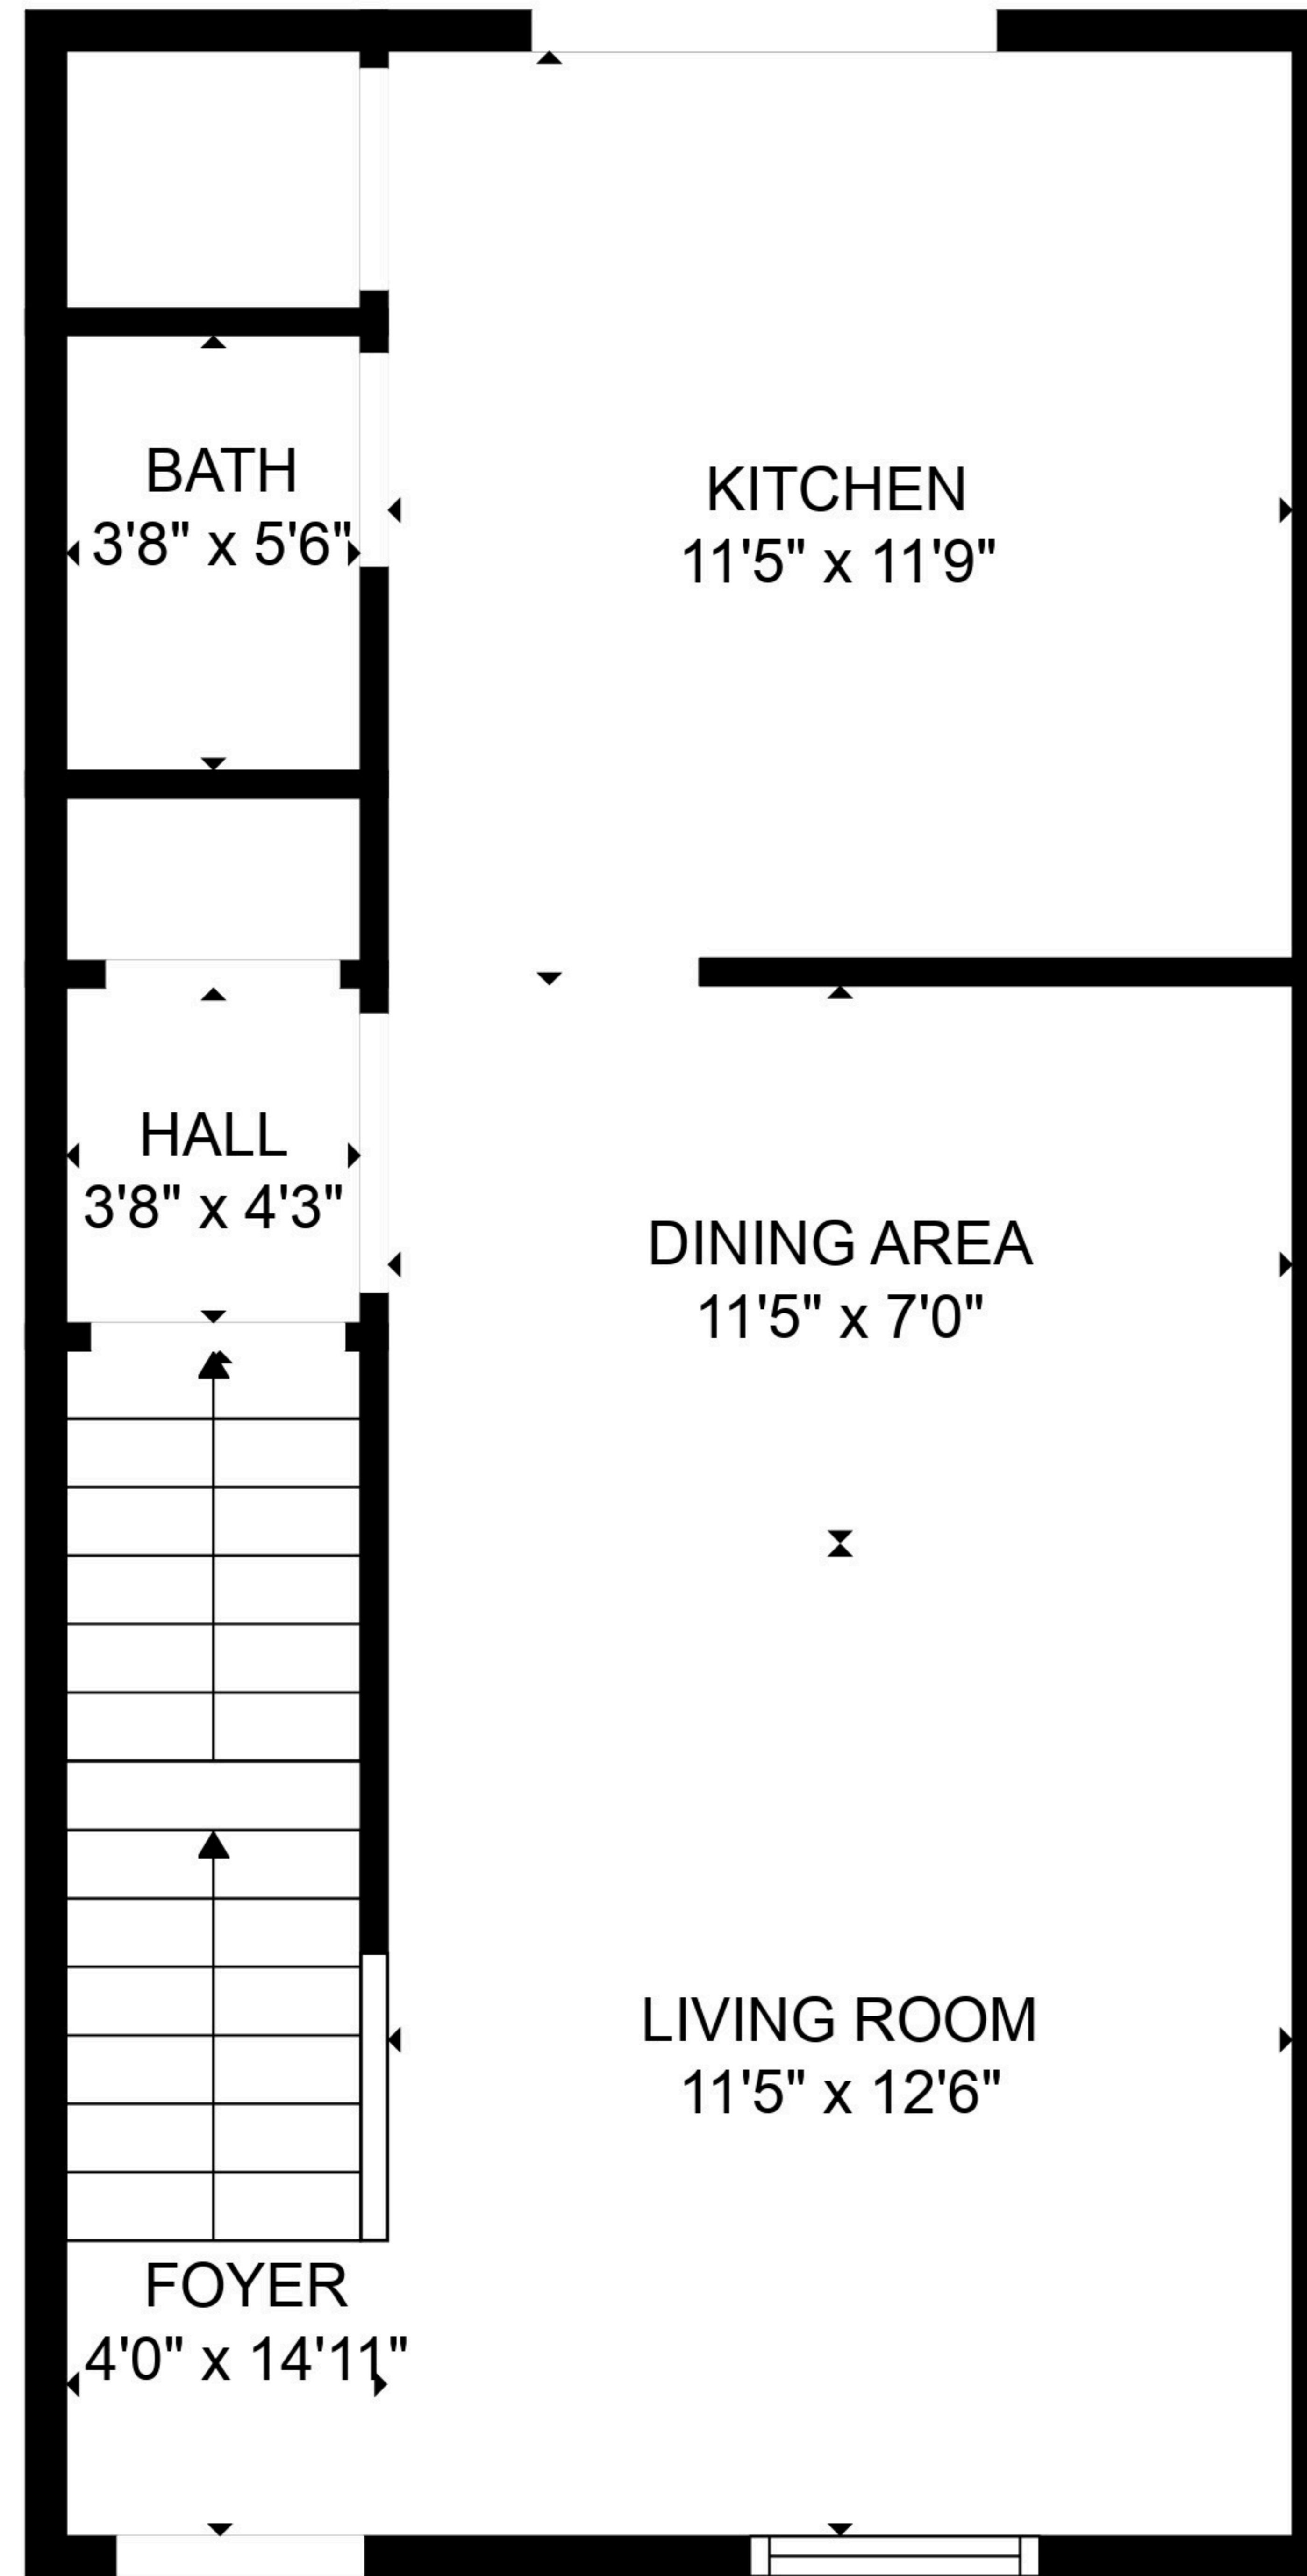 BATH
3'8" x 5'6"
KITCHEN
11'5" x 11'9"
HALL
3'8" x 4'3"
DINING AREA
11'5" x 7'0"
LIVING ROOM
11'5" x 12'6"
FOYER
4'0" x 14'11"